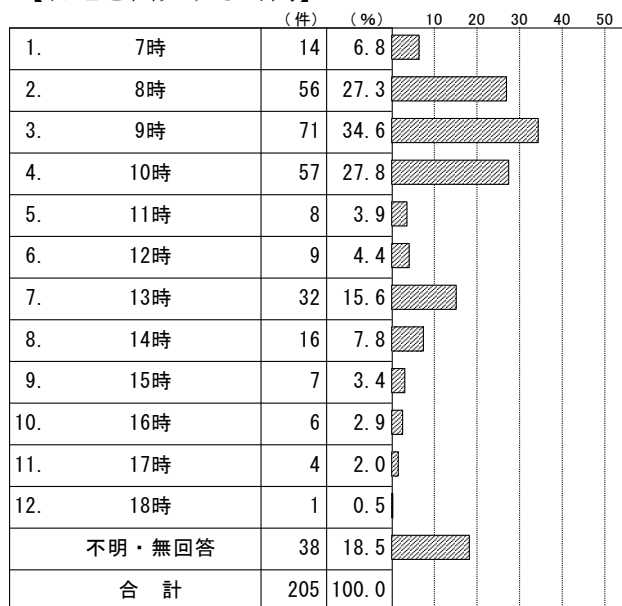 (件) (%) 10 20 30 40 50
1. 7時 14 6.8
2. 8時 56 27.3
3. 9時 71 34.6
4. 10時 57 27.8
5. 11時 8 3.9
6. 12時 9 4.4
7. 13時 32 15.6
8. 14時 16 7.8
9. 15時 7 3.4
10. 16時 6 2.9
11. 17時 4 2.0
12. 18時 1 0.5
不明・無回答 38 18.5
合 計 205 100.0